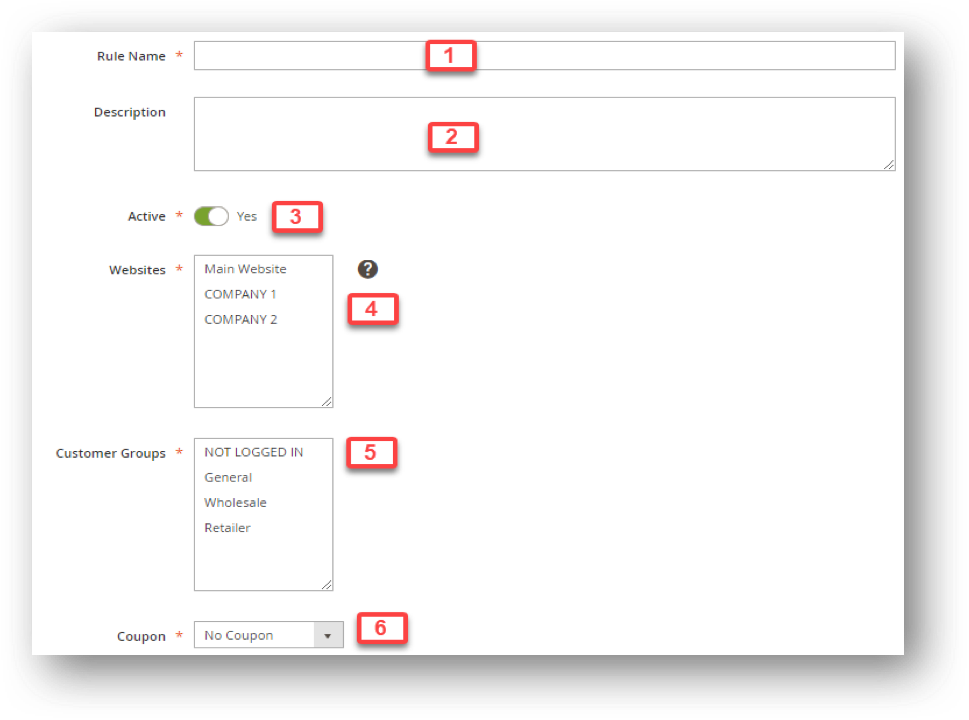 Rule Name *
1
Description
2
Active * Yes 3
Websites * Main Website ?
COMPANY 1
4
COMPANY 2
Customer Groups * NOT LOGGED IN 5
General
Wholesale
Retailer
Coupon * No Coupon 6